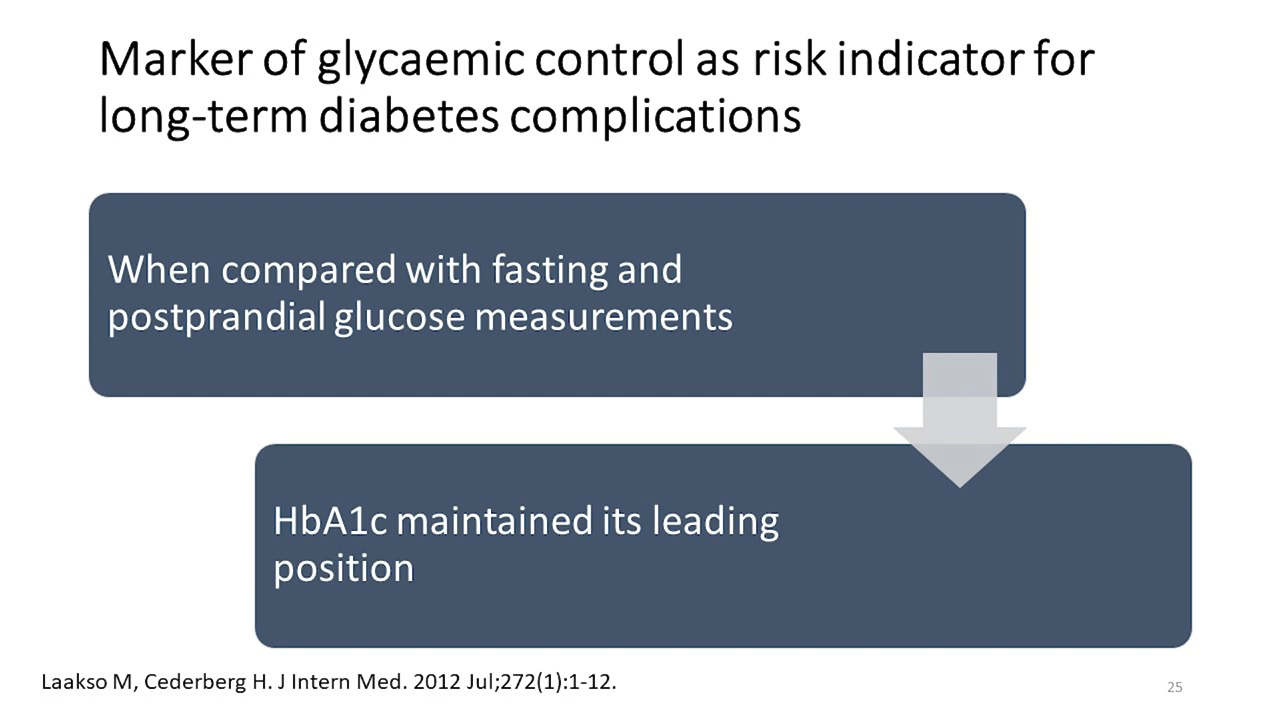 Marker of glycaemic control as risk indicator for
long-term diabetes complications
When compared with fasting and
postprandial glucose measurements
HbA1c maintained its leading
position
Laakso M, Cederberg H. J Intern Med. 2012 Jul;272(1):1-12.
25